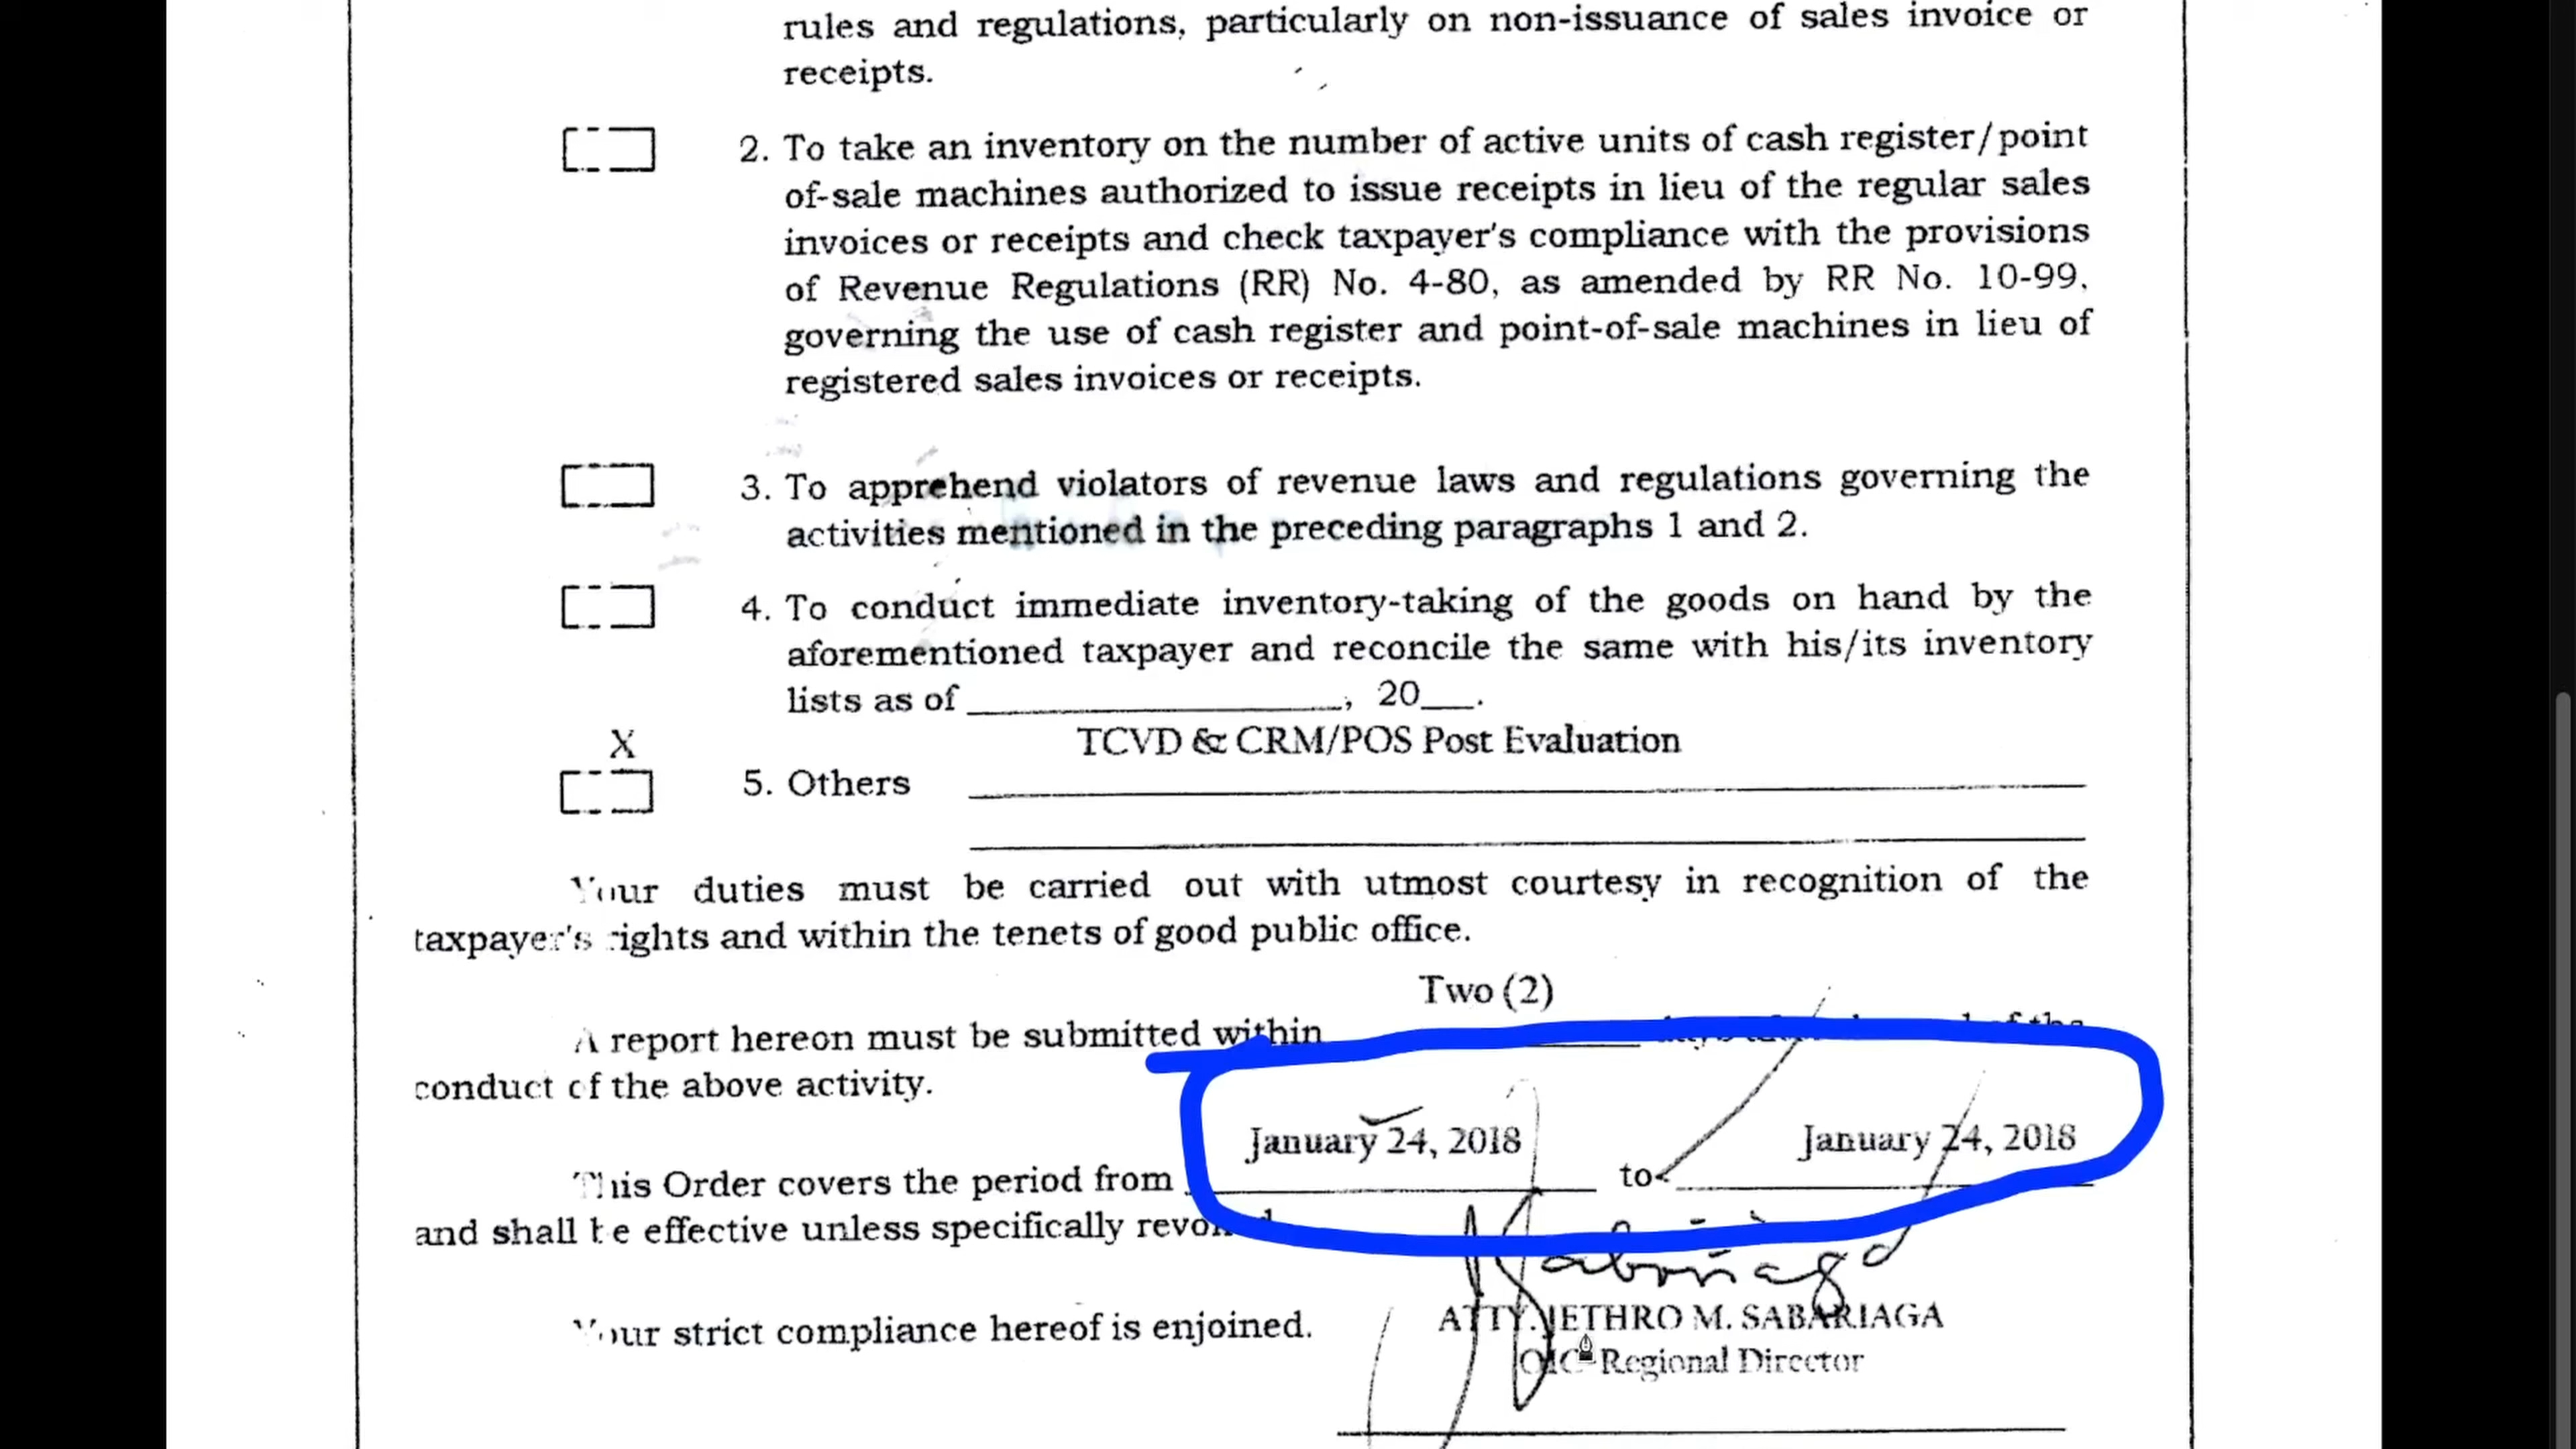 rules and regulations, particularly on non-issuance of sales invoice or
receipts.
2. To take an inventory on the number of active units of cash register/point
of-sale machines authorized to issue receipts in lieu of the regular sales
invoices or receipts and check taxpayer's compliance with the provisions
of Revenue Regulations (RR) No. 4-80, as amended by RR No. 10-99,
governing the use of cash register and point-of-sale machines in lieu of
registered sales invoices or receipts.
3. To apprehend violators of revenue laws and regulations governing the
activities mentioned in the preceding paragraphs 1 and 2.
4. To conduct immediate inventory-taking of the goods on hand by the
aforementioned taxpayer and reconcile the same with his/its inventory
lists as of , 20__.
X TCVD & CRM/POS Post Evaluation
5. Others
Your duties must be carried out with utmost courtesy in recognition of the
taxpayer's rights and within the tenets of good public office.
Two (2)
A report hereon must be submitted within of the
conduct of the above activity.
January 24, 2018 January 24, 2018
This Order covers the period from to
and shall be effective unless specifically
Sabariaga
Your strict compliance hereof is enjoined.
ATTY. JETHRO M. SABARIAGA
OIC- Regional Director